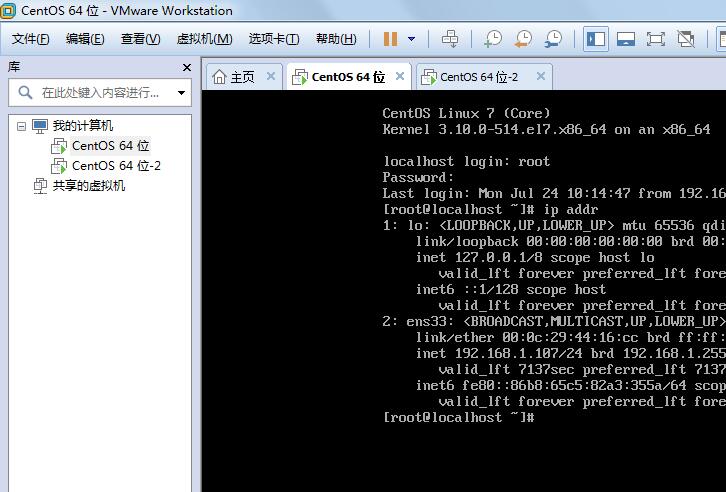 CentOS 64 位 - VMware Workstation
文件(F) 编辑(E) 查看(V) 虚拟机(M) 选项卡(T) 帮助(H)
库
在此处键入内容进行...
我的计算机
CentOS 64 位
CentOS 64 位-2
共享的虚拟机
主页 CentOS 64 位 CentOS 64 位-2
CentOS Linux 7 (Core)
Kernel 3.10.0-514.el7.x86_64 on an x86_64
localhost login: root
Password:
Last login: Mon Jul 24 10:14:47 from 192.16
[root@localhost ~]# ip addr
1: lo: <LOOPBACK,UP,LOWER_UP> mtu 65536 qdi
link/loopback 00:00:00:00:00:00 brd 00:
inet 127.0.0.1/8 scope host lo
valid_lft forever preferred_lft fore
inet6 ::1/128 scope host
valid_lft forever preferred_lft fore
2: ens33: <BROADCAST,MULTICAST,UP,LOWER_UP>
link/ether 00:0c:29:44:16:cc brd ff:ff:
inet 192.168.1.107/24 brd 192.168.1.255
valid_lft 7137sec preferred_lft 7137
inet6 fe80::86b8:65c5:82a3:355a/64 scop
valid_lft forever preferred_lft fore
[root@localhost ~]#